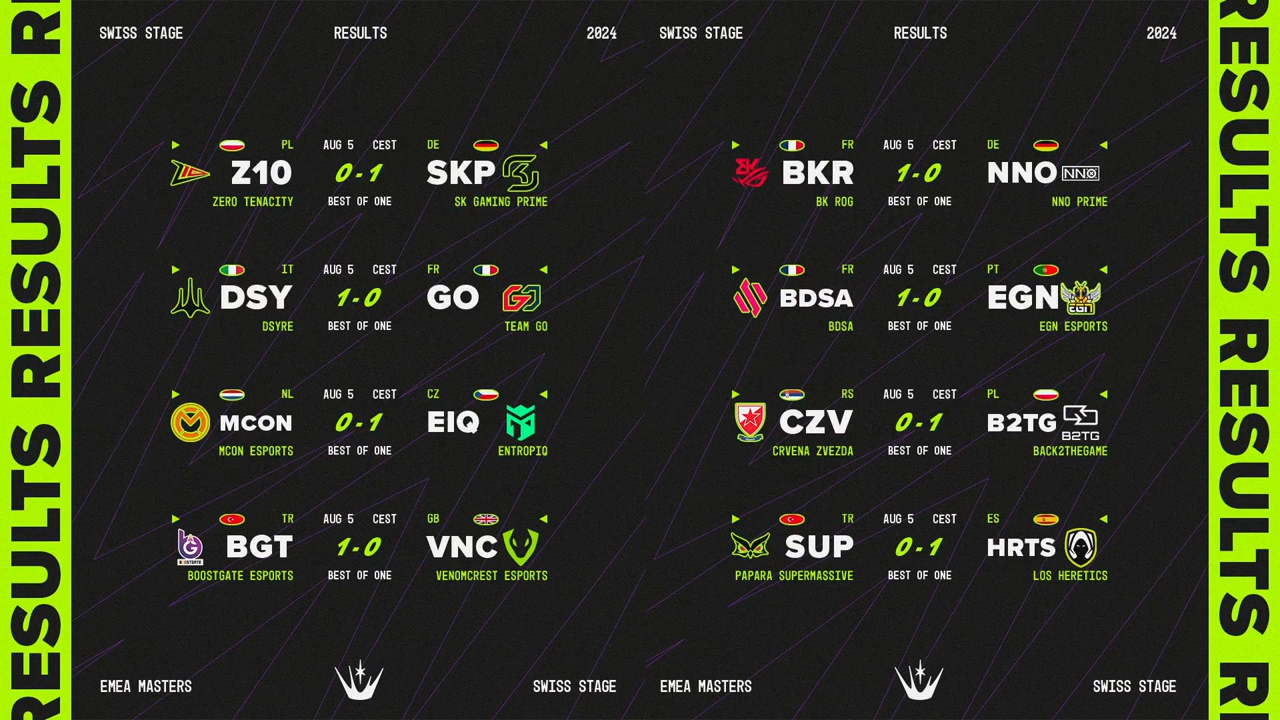 RESULTS RESULTS
SWISS STAGE RESULTS 2024
PL AUG 5 CEST DE
Z10 0-1 SKP
ZERO TENACITY BEST OF ONE SK GAMING PRIME
IT AUG 5 CEST FR
DSY 1-0 GO
DSYRE BEST OF ONE TEAM GO
NL AUG 5 CEST CZ
MCON 0-1 EIQ
MCON ESPORTS BEST OF ONE ENTROPIQ
TR AUG 5 CEST GB
BGT 1-0 VNC
BOOSTGATE ESPORTS BEST OF ONE VENOMCREST ESPORTS
EMEA MASTERS SWISS STAGE
SWISS STAGE RESULTS 2024
FR AUG 5 CEST DE
BKR 1-0 NNO NNO
BK ROG BEST OF ONE NNO PRIME
FR AUG 5 CEST PT
BDSA 1-0 EGN EGN
BDSA BEST OF ONE EGN ESPORTS
RS AUG 5 CEST PL
CZV 0-1 B2TG B2TG
CRVENA ZVEZDA BEST OF ONE BACK2THEGAME
TR AUG 5 CEST ES
SUP 0-1 HRTS
PAPARA SUPERMASSIVE BEST OF ONE LOS HERETICS
EMEA MASTERS SWISS STAGE
RESULTS RESULTS